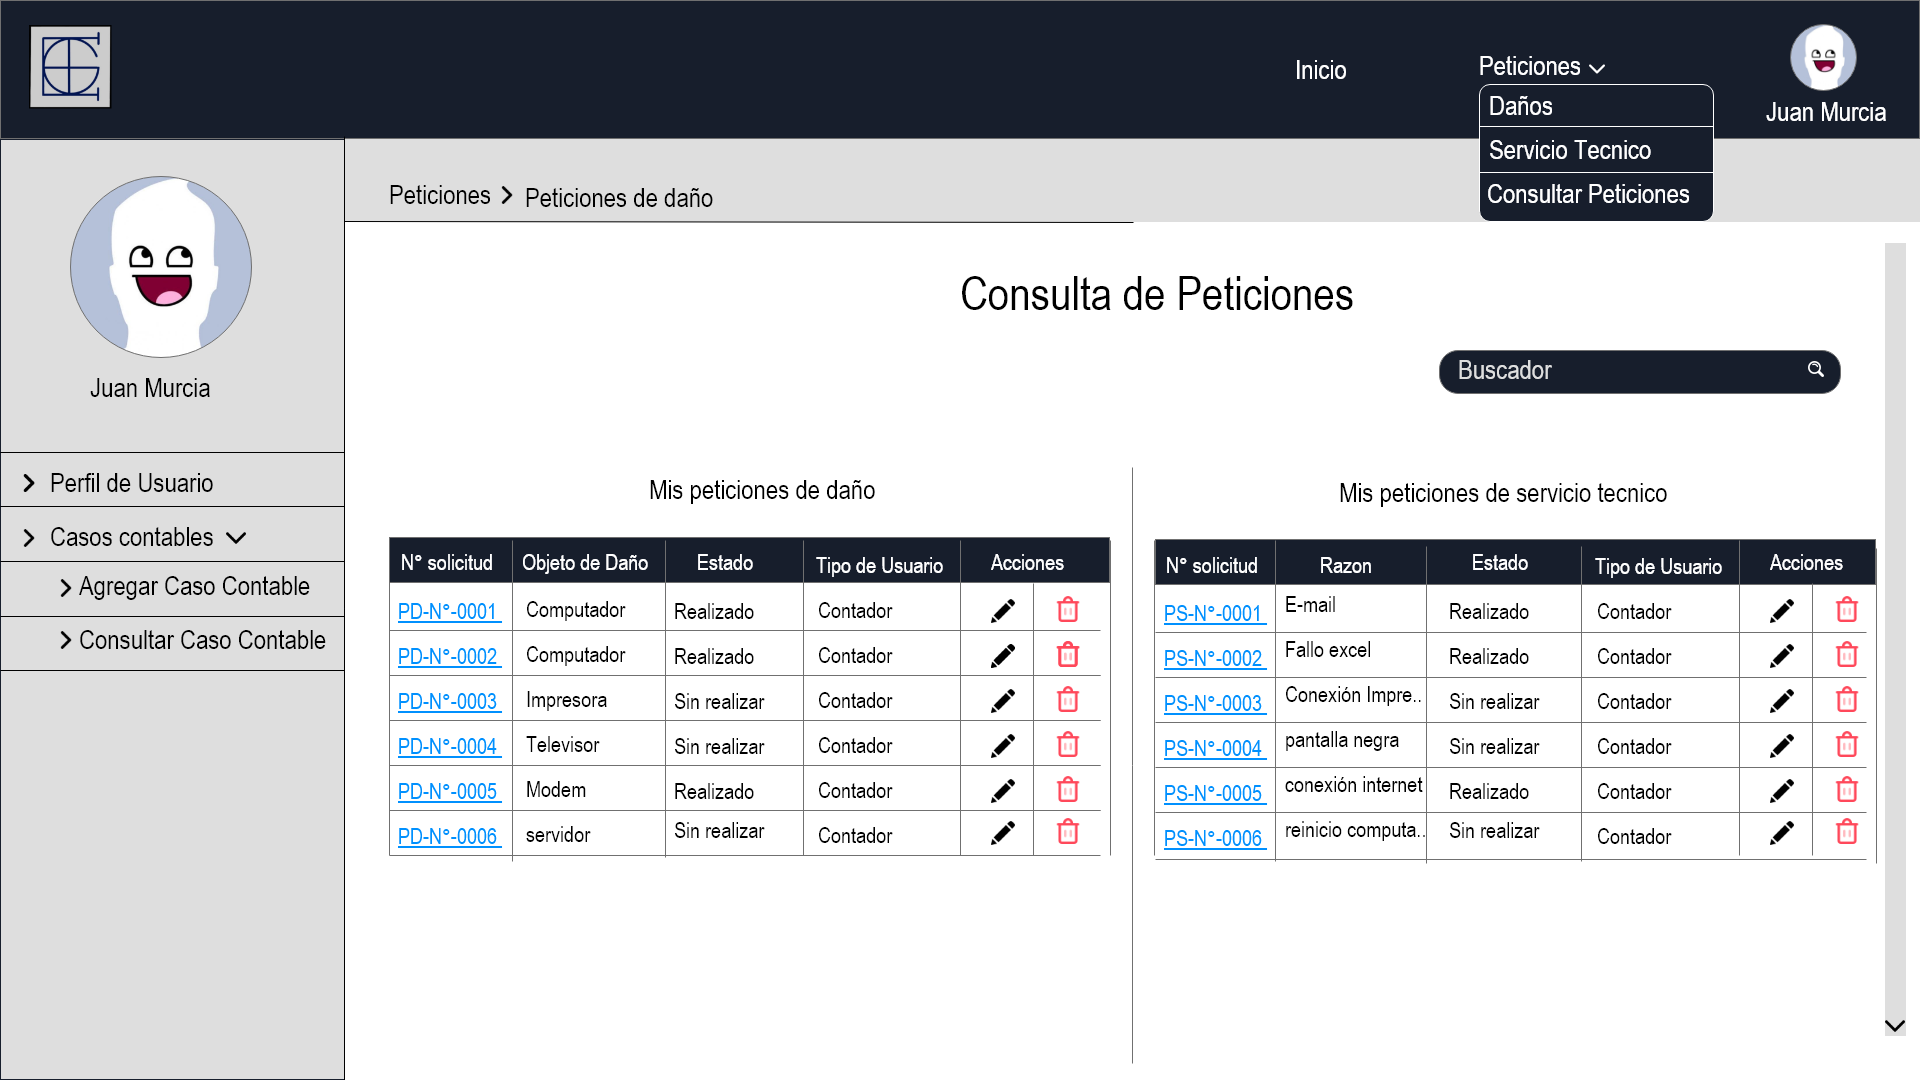 Inicio
Peticiones
Daños
Servicio Tecnico
Consultar Peticiones
Juan Murcia
Juan Murcia
Perfil de Usuario
Casos contables
Agregar Caso Contable
Consultar Caso Contable
Peticiones
Peticiones de daño
Consulta de Peticiones
Buscador
Mis peticiones de daño
N° solicitud Objeto de Daño Estado Tipo de Usuario Acciones
PD-N°-0001 Computador Realizado Contador
PD-N°-0002 Computador Realizado Contador
PD-N°-0003 Impresora Sin realizar Contador
PD-N°-0004 Televisor Sin realizar Contador
PD-N°-0005 Modem Realizado Contador
PD-N°-0006 servidor Sin realizar Contador
Mis peticiones de servicio tecnico
N° solicitud Razon Estado Tipo de Usuario Acciones
PS-N°-0001 E-mail Realizado Contador
PS-N°-0002 Fallo excel Realizado Contador
PS-N°-0003 Conexión Impre.. Sin realizar Contador
PS-N°-0004 pantalla negra Sin realizar Contador
PS-N°-0005 conexión internet Realizado Contador
PS-N°-0006 reinicio computa.. Sin realizar Contador